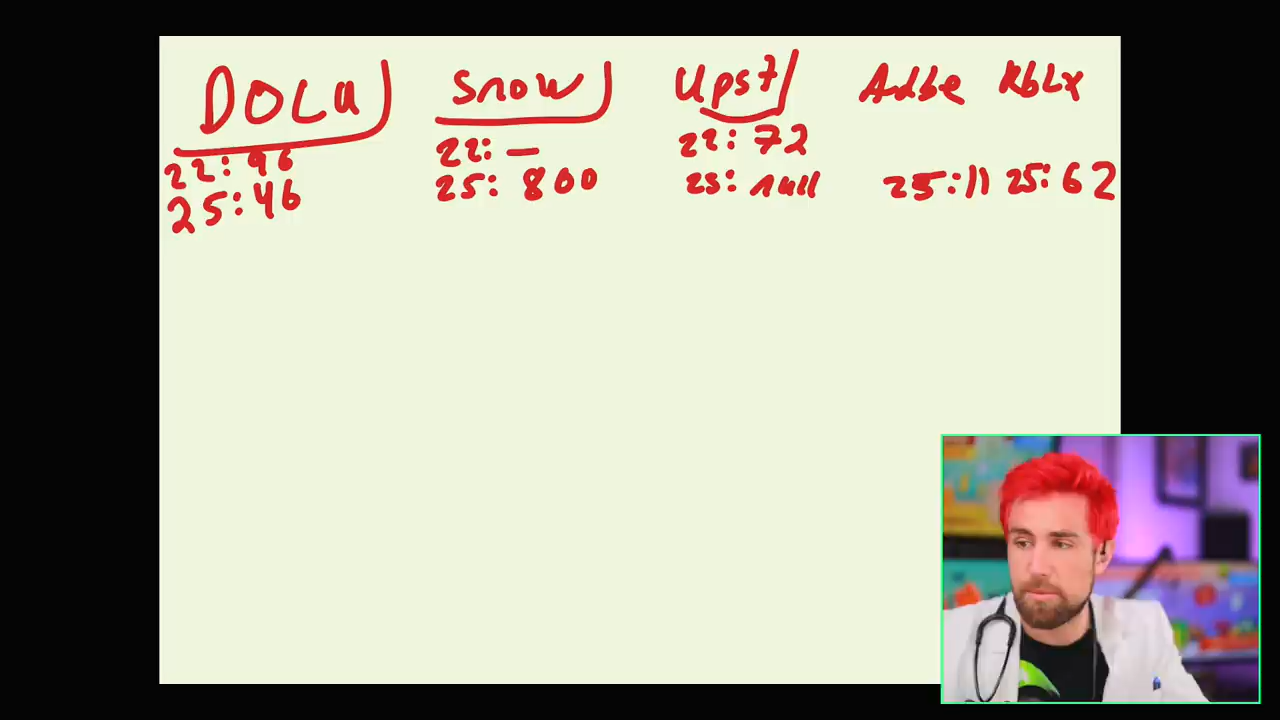 DOCU Snow Upst Adbe RbLx
22: 96 22: — 22: 72
25: 46 25: 800 25: null 25: 11 25: 62